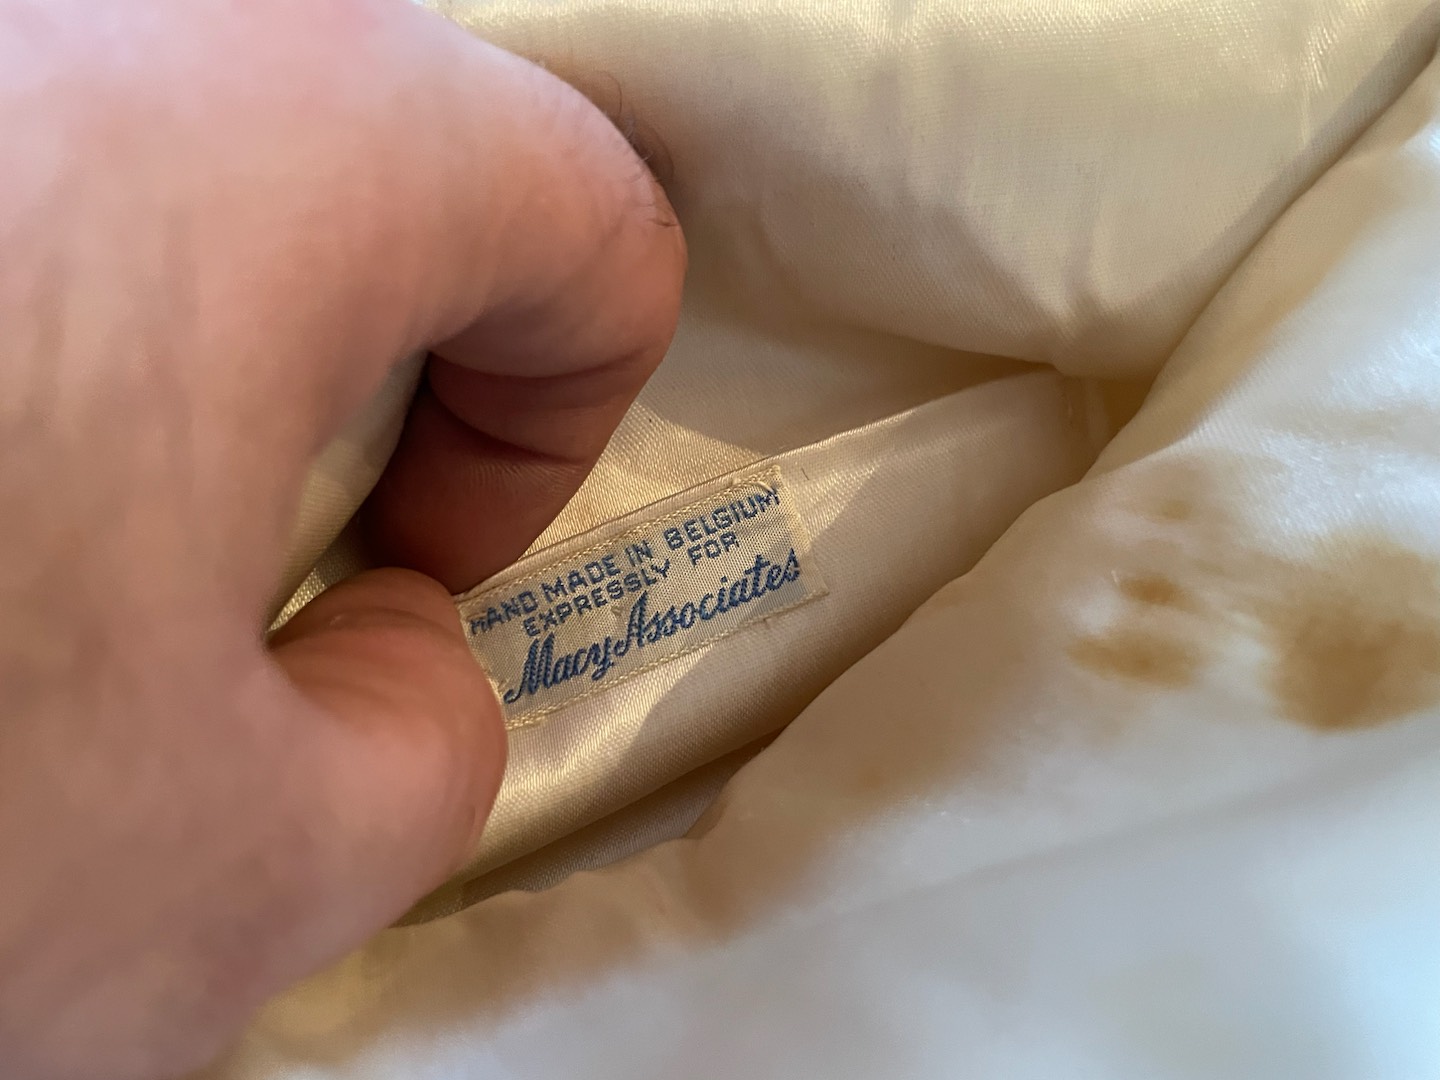 HAND MADE IN BELGIUM
EXPRESSLY FOR
Macy Associates